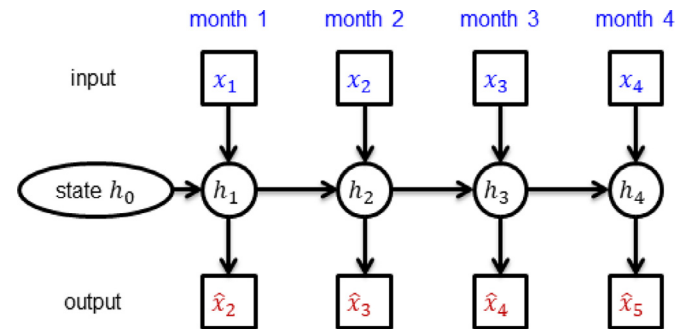 month 1 month 2 month 3 month 4
input x₁ x₂ x₃ x₄
state h₀ h₁ h₂ h₃ h₄
output x̂₂ x̂₃ x̂₄ x̂₅